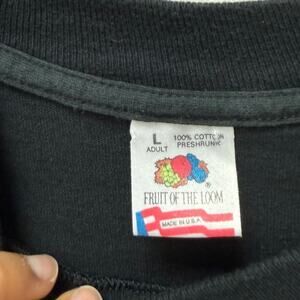 L
ADULT
100% COTTON
PRESHRUNK
®
FRUIT OF THE LOOM
MADE IN U.S.A.